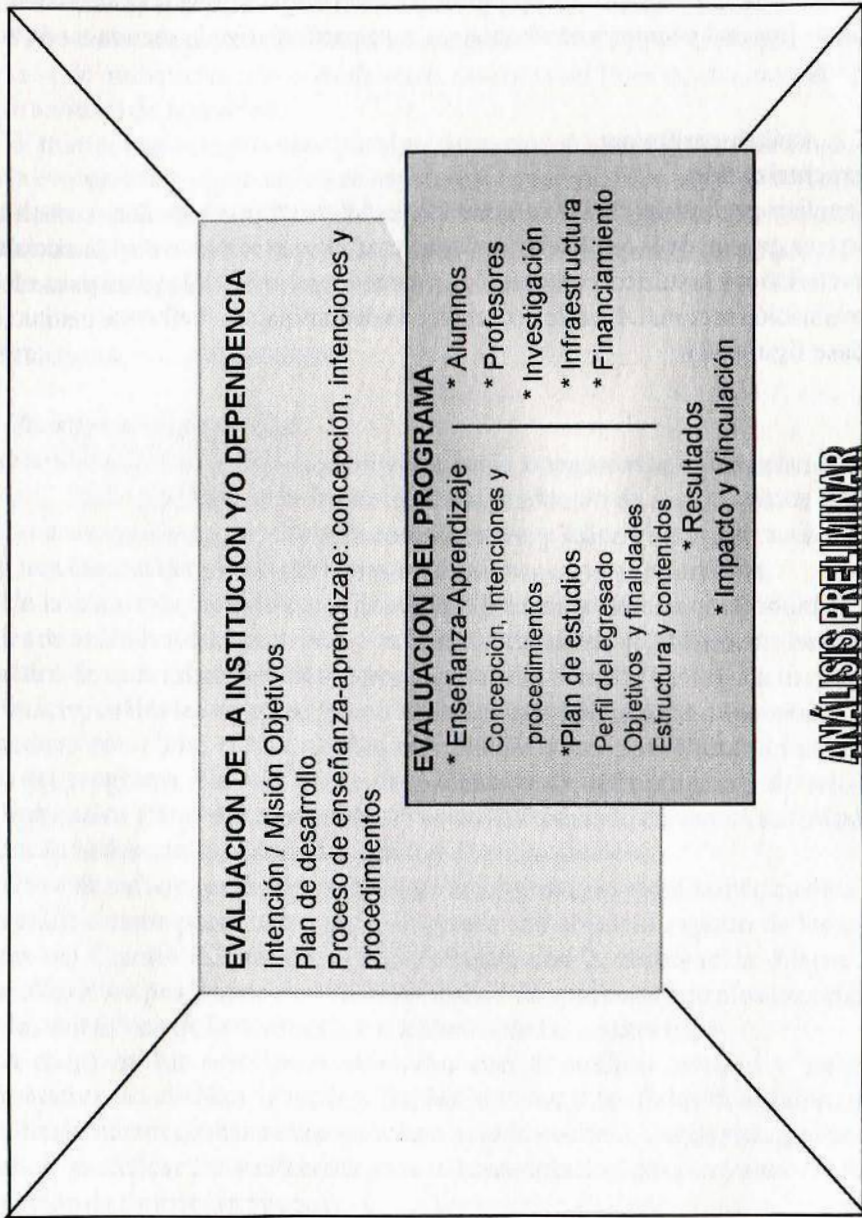 EVALUACION DE LA INSTITUCION Y/O DEPENDENCIA
Intención Misión Objetivos
Plan de desarrollo
Proceso de enseñanza-aprendizaje: concepción, intenciones y
procedimientos
EVALUACION DEL PROGRAMA
* Enseñanza-Aprendizaje
Concepción, intenciones y
procedimientos
*Plan de estudios
Perfil del egresado
Objetivos y finalidades
Estructura y contenidos
* Alumnos
* Profesores
* Investigación
* Infraestructura
* Financiamiento
* Resultados
* Impacto y Vinculación
ANALISIS PRELIMINAR